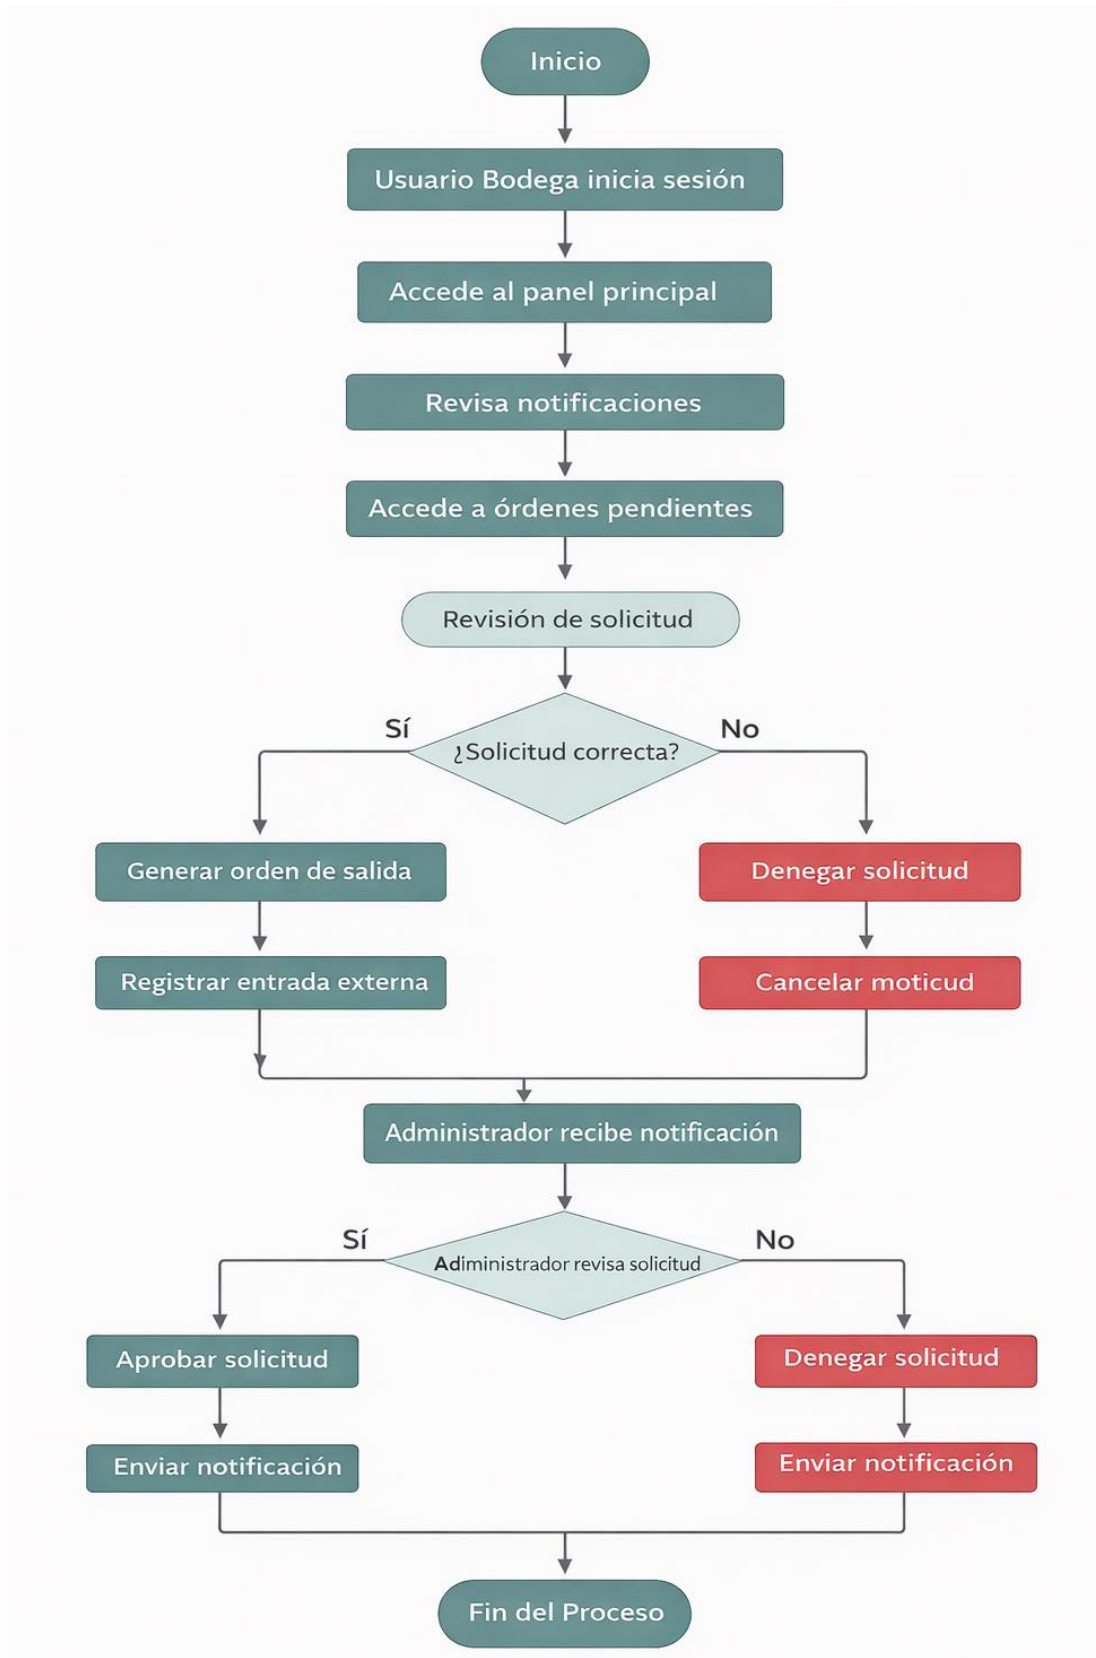 Inicio
Usuario Bodega inicia sesión
Accede al panel principal
Revisa notificaciones
Accede a órdenes pendientes
Revisión de solicitud
Sí
No
¿Solicitud correcta?
Generar orden de salida
Denegar solicitud
Registrar entrada externa
Cancelar moticud
Administrador recibe notificación
Sí
No
Adiministrador revisa solicitud
Aprobar solicitud
Denegar solicitud
Enviar notificación
Enviar notificación
Fin del Proceso